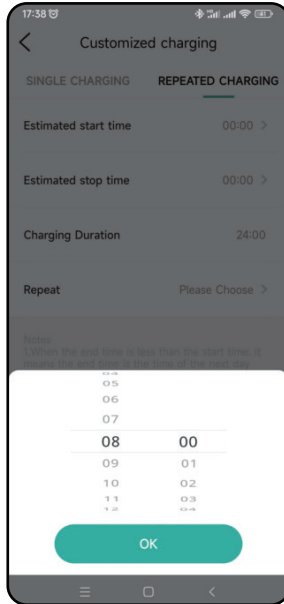 17:38
Customized charging
SINGLE CHARGING REPEATED CHARGING
Estimated start time 00:00 >
Estimated stop time 00:00 >
Charging Duration 24:00
Repeat Please Choose >
Notes
1.When the end time is less than the start time, it
means the end time is the time of the next day
04
05
06
07
08 00
09 01
10 02
11 03
12 04
OK